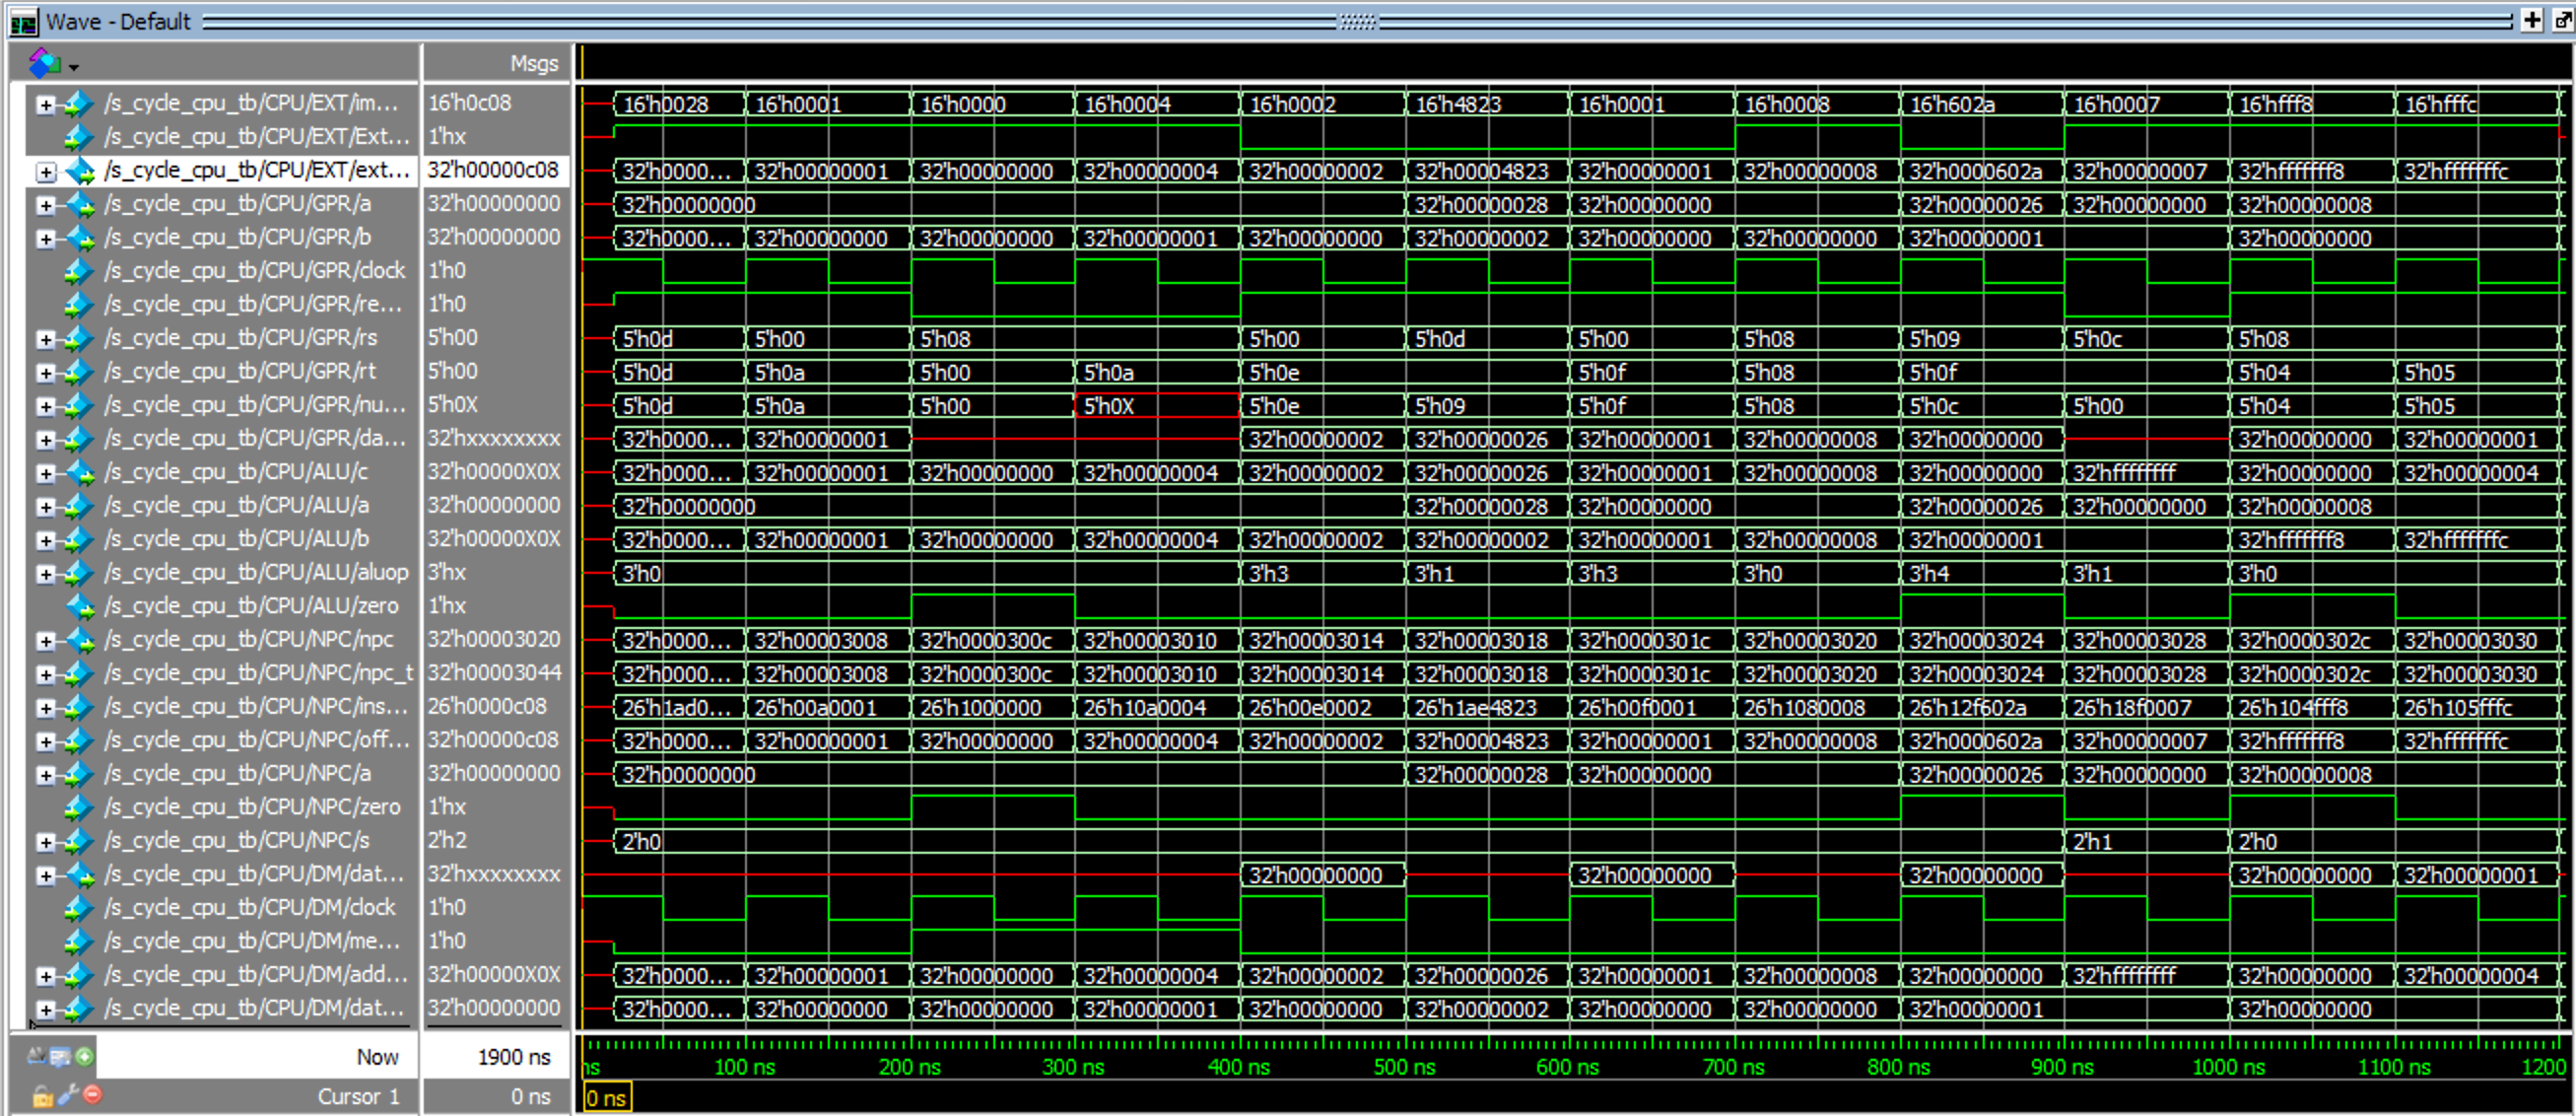 Wave - Default
Msgs
/s_cycle_cpu_tb/CPU/EXT/im... 16'h0c08 16'h0028 16'h0001 16'h0000 16'h0004 16'h0002 16'h4823 16'h0001 16'h0008 16'h602a 16'h0007 16'hfff8 16'hfffc
/s_cycle_cpu_tb/CPU/EXT/Ext... 1'hx
/s_cycle_cpu_tb/CPU/EXT/ext... 32'h00000c08 32'h0000... 32'h00000001 32'h00000000 32'h00000004 32'h00000002 32'h00004823 32'h00000001 32'h00000008 32'h0000602a 32'h00000007 32'hfffffff8 32'hfffffffc
/s_cycle_cpu_tb/CPU/GPR/a 32'h00000000 32'h00000000 32'h00000028 32'h00000000 32'h00000026 32'h00000000 32'h00000008
/s_cycle_cpu_tb/CPU/GPR/b 32'h00000000 32'h0000... 32'h00000000 32'h00000000 32'h00000001 32'h00000000 32'h00000002 32'h00000000 32'h00000000 32'h00000001 32'h00000000
/s_cycle_cpu_tb/CPU/GPR/clock 1'h0
/s_cycle_cpu_tb/CPU/GPR/re... 1'h0
/s_cycle_cpu_tb/CPU/GPR/rs 5'h00 5'h0d 5'h00 5'h08 5'h00 5'h0d 5'h00 5'h08 5'h09 5'h0c 5'h08
/s_cycle_cpu_tb/CPU/GPR/rt 5'h00 5'h0d 5'h0a 5'h00 5'h0a 5'h0e 5'h0f 5'h08 5'h0f 5'h04 5'h05
/s_cycle_cpu_tb/CPU/GPR/nu... 5'h0X 5'h0d 5'h0a 5'h00 5'h0X 5'h0e 5'h09 5'h0f 5'h08 5'h0c 5'h00 5'h04 5'h05
/s_cycle_cpu_tb/CPU/GPR/da... 32'hxxxxxxxx 32'h0000... 32'h00000001 32'h00000002 32'h00000026 32'h00000001 32'h00000008 32'h00000000 32'h00000000 32'h00000001
/s_cycle_cpu_tb/CPU/ALU/c 32'h00000X0X 32'h0000... 32'h00000001 32'h00000000 32'h00000004 32'h00000002 32'h00000026 32'h00000001 32'h00000008 32'h00000000 32'hffffffff 32'h00000000 32'h00000004
/s_cycle_cpu_tb/CPU/ALU/a 32'h00000000 32'h00000000 32'h00000028 32'h00000000 32'h00000026 32'h00000000 32'h00000008
/s_cycle_cpu_tb/CPU/ALU/b 32'h00000X0X 32'h0000... 32'h00000001 32'h00000000 32'h00000004 32'h00000002 32'h00000002 32'h00000001 32'h00000008 32'h00000001 32'hfffffff8 32'hfffffffc
/s_cycle_cpu_tb/CPU/ALU/aluop 3'hx 3'h0 3'h3 3'h1 3'h3 3'h0 3'h4 3'h1 3'h0
/s_cycle_cpu_tb/CPU/ALU/zero 1'hx
/s_cycle_cpu_tb/CPU/NPC/npc 32'h00003020 32'h0000... 32'h00003008 32'h0000300c 32'h00003010 32'h00003014 32'h00003018 32'h0000301c 32'h00003020 32'h00003024 32'h00003028 32'h0000302c 32'h00003030
/s_cycle_cpu_tb/CPU/NPC/npc_t 32'h00003044 32'h0000... 32'h00003008 32'h0000300c 32'h00003010 32'h00003014 32'h00003018 32'h0000301c 32'h00003020 32'h00003024 32'h00003028 32'h0000302c 32'h00003030
/s_cycle_cpu_tb/CPU/NPC/ins... 26'h0000c08 26'h1ad0... 26'h00a0001 26'h1000000 26'h10a0004 26'h00e0002 26'h1ae4823 26'h00f0001 26'h1080008 26'h12f602a 26'h18f0007 26'h104fff8 26'h105fffc
/s_cycle_cpu_tb/CPU/NPC/off... 32'h00000c08 32'h0000... 32'h00000001 32'h00000000 32'h00000004 32'h00000002 32'h00004823 32'h00000001 32'h00000008 32'h0000602a 32'h00000007 32'hfffffff8 32'hfffffffc
/s_cycle_cpu_tb/CPU/NPC/a 32'h00000000 32'h00000000 32'h00000028 32'h00000000 32'h00000026 32'h00000000 32'h00000008
/s_cycle_cpu_tb/CPU/NPC/zero 1'hx
/s_cycle_cpu_tb/CPU/NPC/s 2'h2 2'h0 2'h1 2'h0
/s_cycle_cpu_tb/CPU/DM/dat... 32'hxxxxxxxx 32'h00000000 32'h00000000 32'h00000000 32'h00000000 32'h00000001
/s_cycle_cpu_tb/CPU/DM/clock 1'h0
/s_cycle_cpu_tb/CPU/DM/me... 1'h0
/s_cycle_cpu_tb/CPU/DM/add... 32'h00000X0X 32'h0000... 32'h00000001 32'h00000000 32'h00000004 32'h00000002 32'h00000026 32'h00000001 32'h00000008 32'h00000000 32'hffffffff 32'h00000000 32'h00000004
/s_cycle_cpu_tb/CPU/DM/dat... 32'h00000000 32'h0000... 32'h00000000 32'h00000000 32'h00000001 32'h00000000 32'h00000002 32'h00000000 32'h00000000 32'h00000001 32'h00000000
Now 1900 ns ns 100 ns 200 ns 300 ns 400 ns 500 ns 600 ns 700 ns 800 ns 900 ns 1000 ns 1100 ns 1200
Cursor 1 0 ns 0 ns